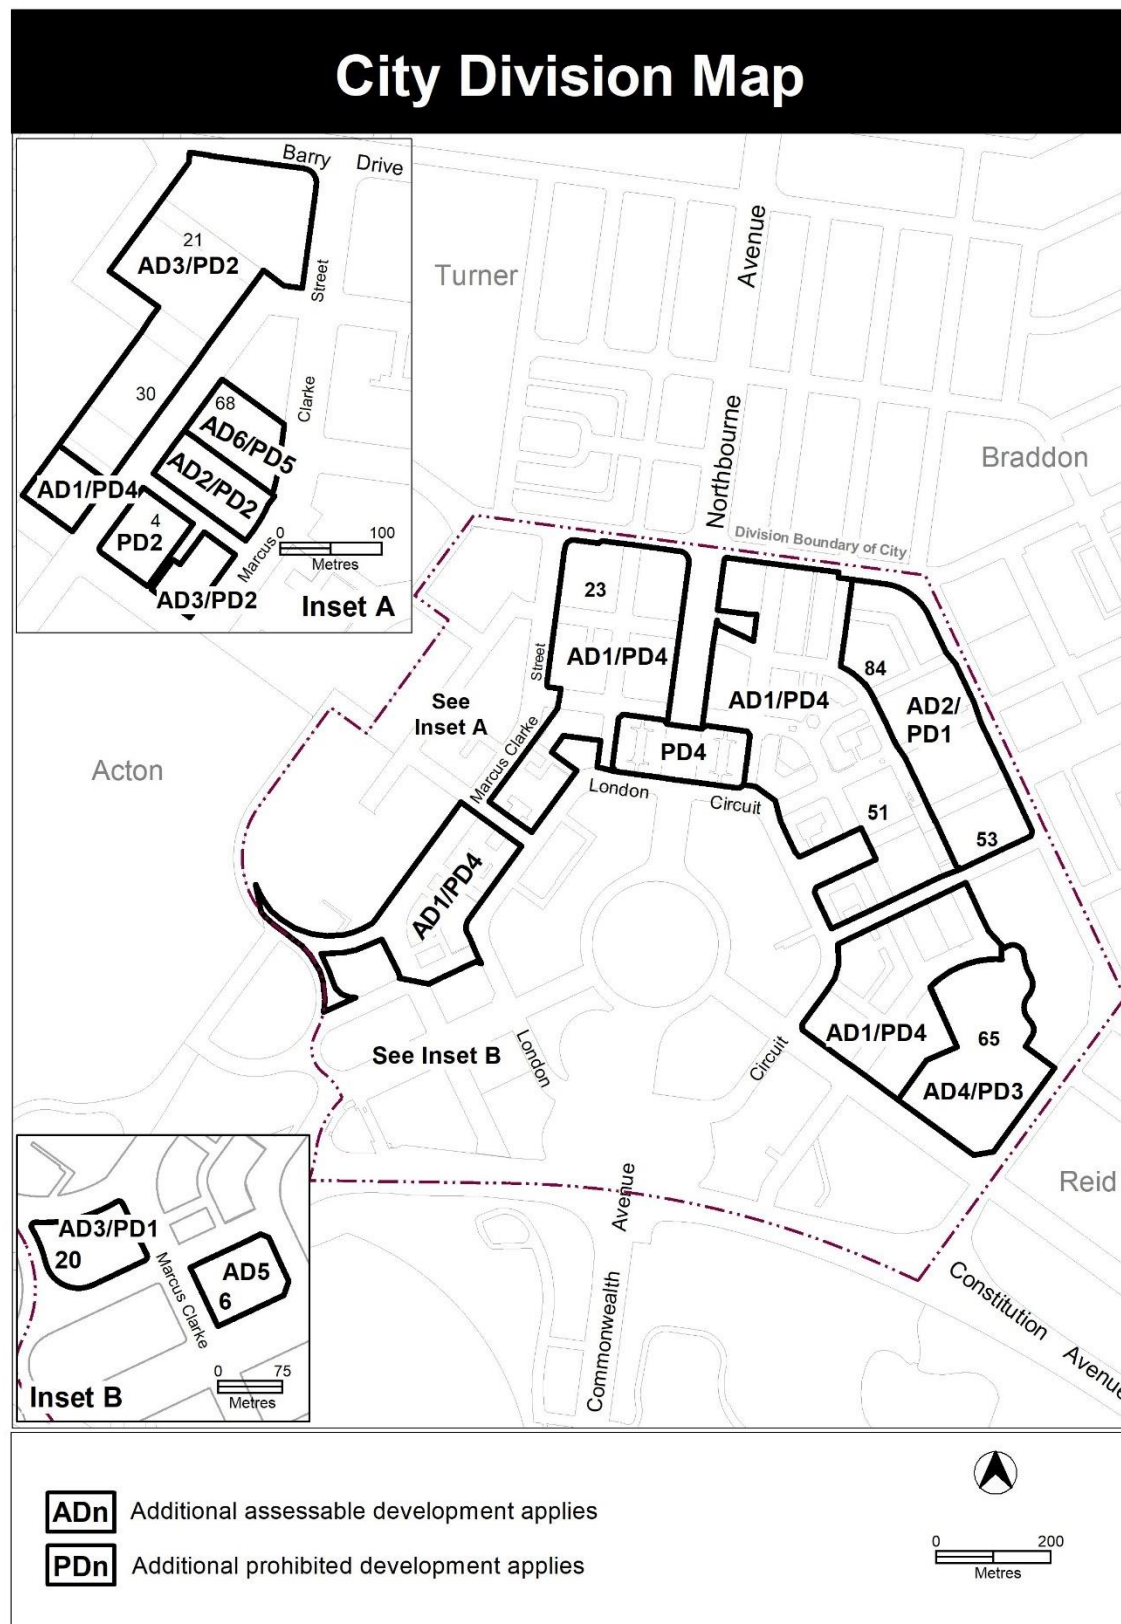 City Division Map
Barry Drive
21
AD3/PD2
Street
30
68
AD6/PD5
Clarke
AD2/PD2
AD1/PD4
4
PD2
AD3/PD2
Marcus
0 100
Metres
Inset A
Turner
Avenue
Northbourne
Braddon
Division Boundary of City
23
AD1/PD4
Street
See
Inset A
Marcus Clarke
Acton
AD1/PD4
84
AD2/
PD1
PD4
London
Circuit
51
53
AD1/PD4
AD1/PD4
65
AD4/PD3
See Inset B
London
Circuit
Reid
Avenue
Commonwealth
Constitution
Avenue
AD3/PD1
20
AD5
6
Marcus Clarke
0 75
Metres
Inset B
ADn Additional assessable development applies
PDn Additional prohibited development applies
0 200
Metres